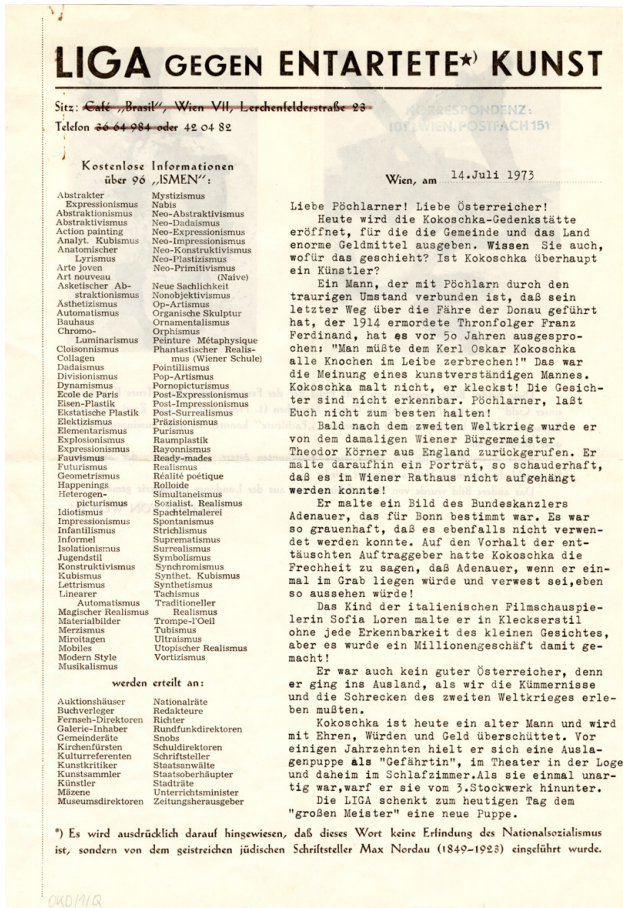 LIGA GEGEN ENTARTETE*) KUNST
Sitz: Café „Brasil", Wien VII, Lerchenfelderstraße 23
Telefon 36 64 984 oder 42 04 82
KORRESPONDENZ:
1071 WIEN, POSTFACH 151
Kostenlose Informationen
über 96 „ISMEN":
Abstrakter
Expressionismus
Abstraktionismus
Abstraktivismus
Action painting
Analyt. Kubismus
Anatomischer
Lyrismus
Arte joven
Art nouveau
Asketischer Ab-
straktionismus
Ästhetizismus
Automatismus
Bauhaus
Chromo-
Luminarismus
Cloisonnismus
Collagen
Dadaismus
Divisionismus
Dynamismus
Ecole de Paris
Eisen-Plastik
Ekstatische Plastik
Elektizismus
Elementarismus
Explosionismus
Expressionismus
Fauvismus
Futurismus
Geometrismus
Happenings
Heterogen-
picturismus
Idiotismus
Impressionismus
Infantilismus
Informel
Isolationismus
Jugendstil
Konstruktivismus
Kubismus
Lettrismus
Linearer
Automatismus
Magischer Realismus
Materialbilder
Merzismus
Miroitagen
Mobiles
Modern Style
Musikalismus
Mystizismus
Nabis
Neo-Abstraktivismus
Neo-Dadaismus
Neo-Expressionismus
Neo-Impressionismus
Neo-Konstruktivismus
Neo-Plastizismus
Neo-Primitivismus
(Naive)
Neue Sachlichkeit
Nonobjektivismus
Op-Artismus
Organische Skulptur
Ornamentalismus
Orphismus
Peinture Métaphysique
Phantastischer Realis-
mus (Wiener Schule)
Pointillismus
Pop-Artismus
Pornopicturismus
Post-Expressionismus
Post-Impressionismus
Post-Surrealismus
Präzisionismus
Purismus
Raumplastik
Rayonnismus
Ready-mades
Realismus
Réalité poétique
Rolloide
Simultaneismus
Sozialist. Realismus
Spachtelmalerei
Spontanismus
Strichlismus
Suprematismus
Surrealismus
Symbolismus
Synchromismus
Synthet. Kubismus
Synthetismus
Tachismus
Traditioneller
Realismus
Trompe-l'Oeil
Tubismus
Ultraismus
Utopischer Realismus
Vortizismus
werden erteilt an:
Auktionshäuser
Buchverleger
Fernseh-Direktoren
Galerie-Inhaber
Gemeinderäte
Kirchenfürsten
Kulturreferenten
Kunstkritiker
Kunstsammler
Künstler
Mäzene
Museumsdirektoren
Nationalräte
Redakteure
Richter
Rundfunkdirektoren
Snobs
Schuldirektoren
Schriftsteller
Staatsanwälte
Staatsoberhäupter
Stadträte
Unterrichtsminister
Zeitungsherausgeber
Wien, am 14.Juli 1973
Liebe Pöchlarner! Liebe Österreicher!
Heute wird die Kokoschka-Gedenkstätte
eröffnet, für die die Gemeinde und das Land
enorme Geldmittel ausgeben. Wissen Sie auch,
wofür das geschieht? Ist Kokoschka überhaupt
ein Künstler?
Ein Mann, der mit Pöchlarn durch den
traurigen Umstand verbunden ist, daß sein
letzter Weg über die Fähre der Donau geführt
hat, der 1914 ermordete Thronfolger Franz
Ferdinand, hat es vor 5o Jahren ausgespro-
chen: "Man müßte dem Kerl Oskar Kokoschka
alle Knochen im Leibe zerbrechen!" Das war
die Meinung eines kunstverständigen Mannes.
Kokoschka malt nicht, er kleckst! Die Gesich-
ter sind nicht erkennbar. Pöchlarner, laßt
Euch nicht zum besten halten!
Bald nach dem zweiten Weltkrieg wurde er
von dem damaligen Wiener Bürgermeister
Theodor Körner aus England zurückgerufen. Er
malte daraufhin ein Porträt, so schauderhaft,
daß es im Wiener Rathaus nicht aufgehängt
werden konnte!
Er malte ein Bild des Bundeskanzlers
Adenauer, das für Bonn bestimmt war. Es war
so grauenhaft, daß es ebenfalls nicht verwen-
det werden konnte. Auf den Vorhalt der ent-
täuschten Auftraggeber hatte Kokoschka die
Frechheit zu sagen, daß Adenauer, wenn er ein-
mal im Grab liegen würde und verwest sei,eben
so aussehen würde!
Das Kind der italienischen Filmschauspie-
lerin Sofia Loren malte er in Klecksersstil
ohne jede Erkennbarkeit des kleinen Gesichtes,
aber es wurde ein Millionengeschäft damit ge-
macht!
Er war auch kein guter Österreicher, denn
er ging ins Ausland, als wir die Kümmernisse
und die Schrecken des zweiten Weltkrieges erle-
ben mußten.
Kokoschka ist heute ein alter Mann und wird
mit Ehren, Würden und Geld überschüttet. Vor
einigen Jahrzehnten hielt er sich eine Ausla-
genpuppe als "Gefährtin", im Theater in der Loge
und daheim im Schlafzimmer.Als sie einmal unar-
tig war,warf er sie vom 3.Stockwerk hinunter.
Die LIGA schenkt zum heutigen Tag dem
"großen Meister" eine neue Puppe.
*) Es wird ausdrücklich darauf hingewiesen, daß dieses Wort keine Erfindung des Nationalsozialismus
ist, sondern von dem geistreichen jüdischen Schriftsteller Max Nordau (1849-1923) eingeführt wurde.
OKD/1/Q